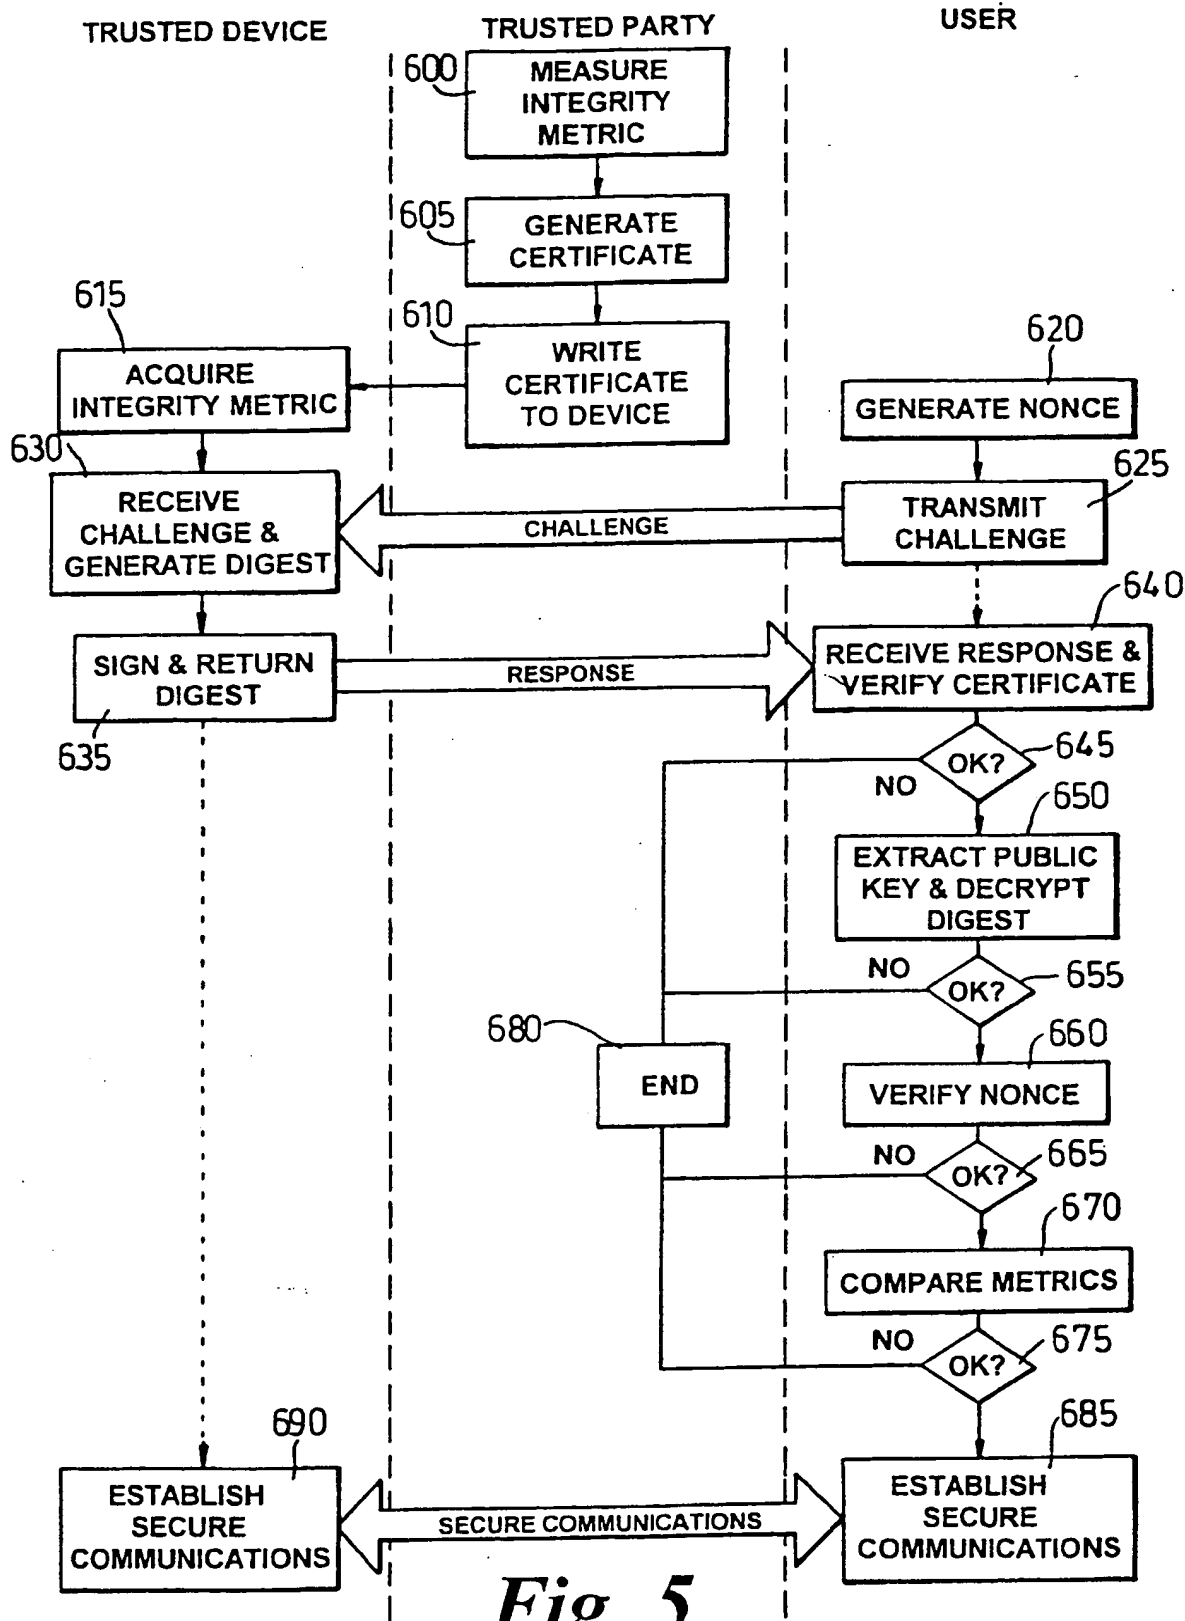 TRUSTED DEVICE
TRUSTED PARTY
USER
600
MEASURE
INTEGRITY
METRIC
605
GENERATE
CERTIFICATE
610
WRITE
CERTIFICATE
TO DEVICE
615
ACQUIRE
INTEGRITY METRIC
620
GENERATE NONCE
630
RECEIVE
CHALLENGE &
GENERATE DIGEST
CHALLENGE
625
TRANSMIT
CHALLENGE
SIGN & RETURN
DIGEST
635
RESPONSE
640
RECEIVE RESPONSE &
VERIFY CERTIFICATE
OK?
645
NO
650
EXTRACT PUBLIC
KEY & DECRYPT
DIGEST
NO
OK?
655
680
END
660
VERIFY NONCE
NO
OK?
665
670
COMPARE METRICS
NO
OK?
675
690
ESTABLISH
SECURE
COMMUNICATIONS
SECURE COMMUNICATIONS
685
ESTABLISH
SECURE
COMMUNICATIONS
Fig. 5